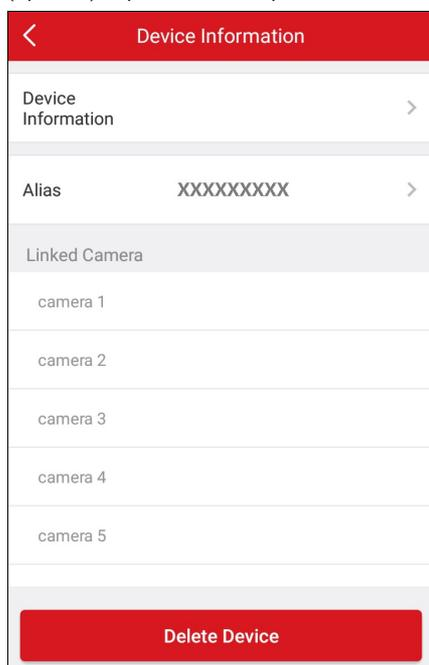 Device Information
Device
Information
Alias XXXXXXXXX
Linked Camera
camera 1
camera 2
camera 3
camera 4
camera 5
Delete Device